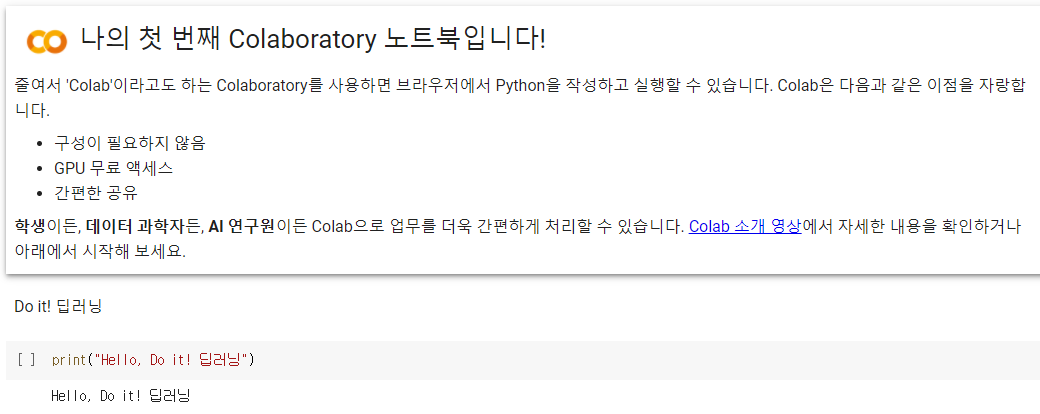 나의 첫 번째 Colaboratory 노트북입니다!
줄여서 'Colab'이라고도 하는 Colaboratory를 사용하면 브라우저에서 Python을 작성하고 실행할 수 있습니다. Colab은 다음과 같은 이점을 자랑합
니다.
• 구성이 필요하지 않음
• GPU 무료 액세스
• 간편한 공유
학생이든, 데이터 과학자든, AI 연구원이든 Colab으로 업무를 더욱 간편하게 처리할 수 있습니다. Colab 소개 영상에서 자세한 내용을 확인하거나
아래에서 시작해 보세요.
Do it! 딥러닝
[ ] print("Hello, Do it! 딥러닝")
Hello, Do it! 딥러닝